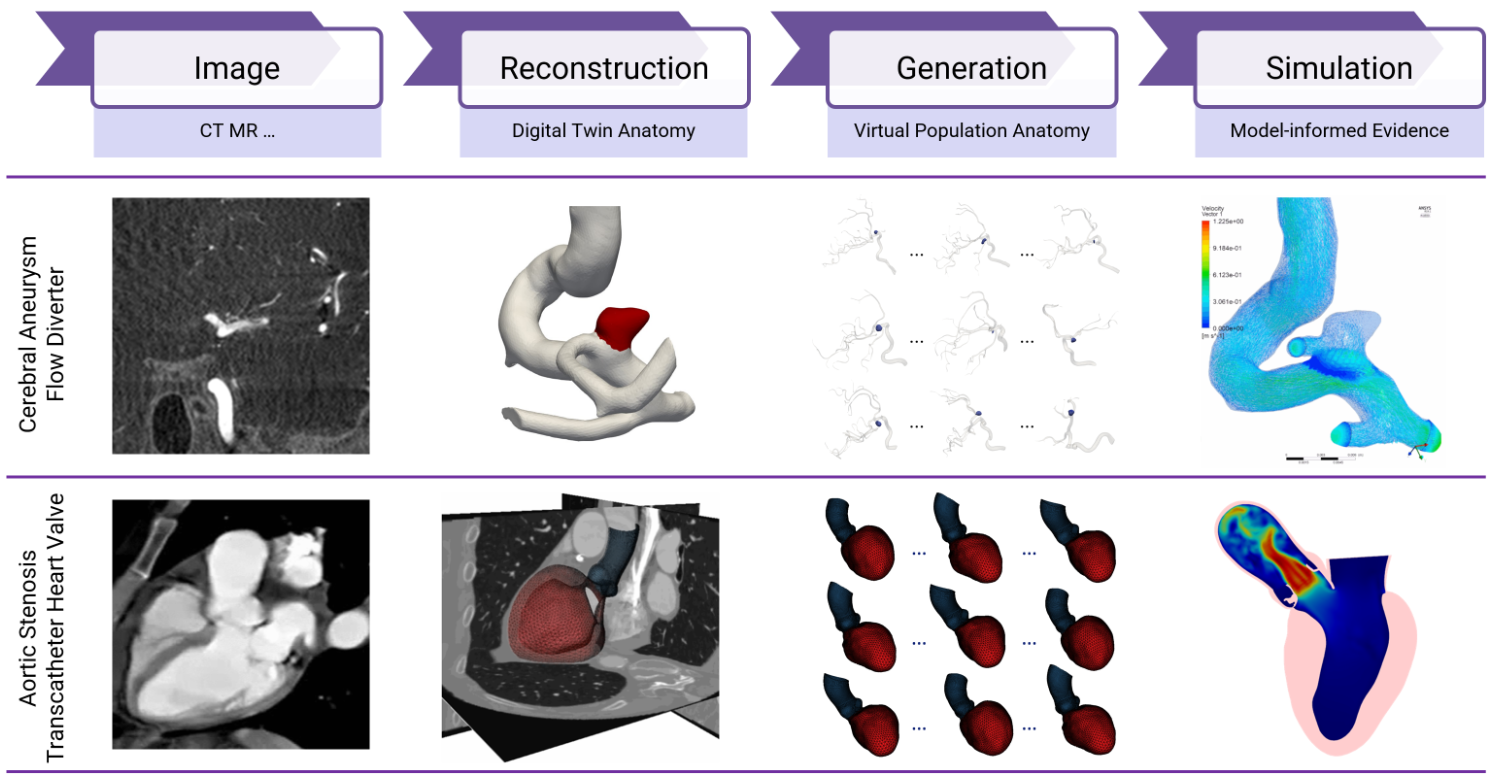 Image
Reconstruction
Generation
Simulation
CT MR ...
Digital Twin Anatomy
Virtual Population Anatomy
Model-informed Evidence
Cerebral Aneurysm
Flow Diverter
... ...
... ...
... ...
Velocity
Vector 1
1.225e+00
9.184e-01
6.123e-01
3.061e-01
0.000e+00
[m s^-1]
ANSYS
Aortic Stenosis
Transcatheter Heart Valve
... ...
... ...
... ...